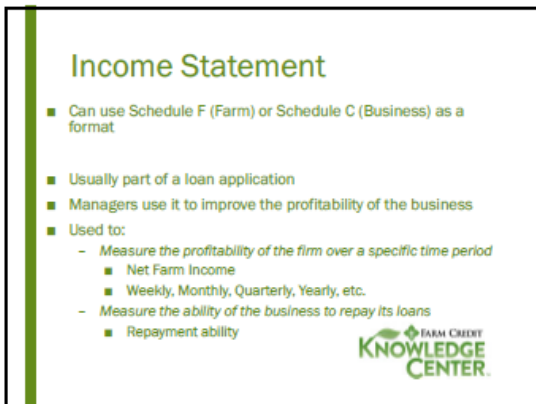 Income Statement
■ Can use Schedule F (Farm) or Schedule C (Business) as a
format
■ Usually part of a loan application
■ Managers use it to improve the profitability of the business
■ Used to:
– Measure the profitability of the firm over a specific time period
■ Net Farm Income
■ Weekly, Monthly, Quarterly, Yearly, etc.
– Measure the ability of the business to repay its loans
■ Repayment ability
FARM CREDIT
KNOWLEDGE
CENTER